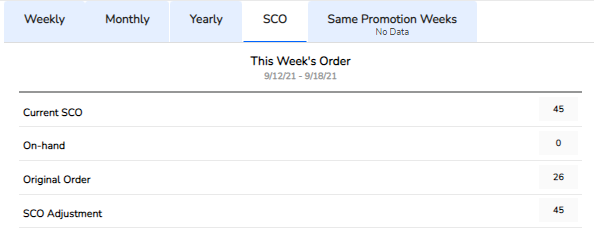 Weekly Monthly Yearly SCO Same Promotion Weeks
No Data
This Week's Order
9/12/21 - 9/18/21
Current SCO 45
On-hand 0
Original Order 26
SCO Adjustment 45